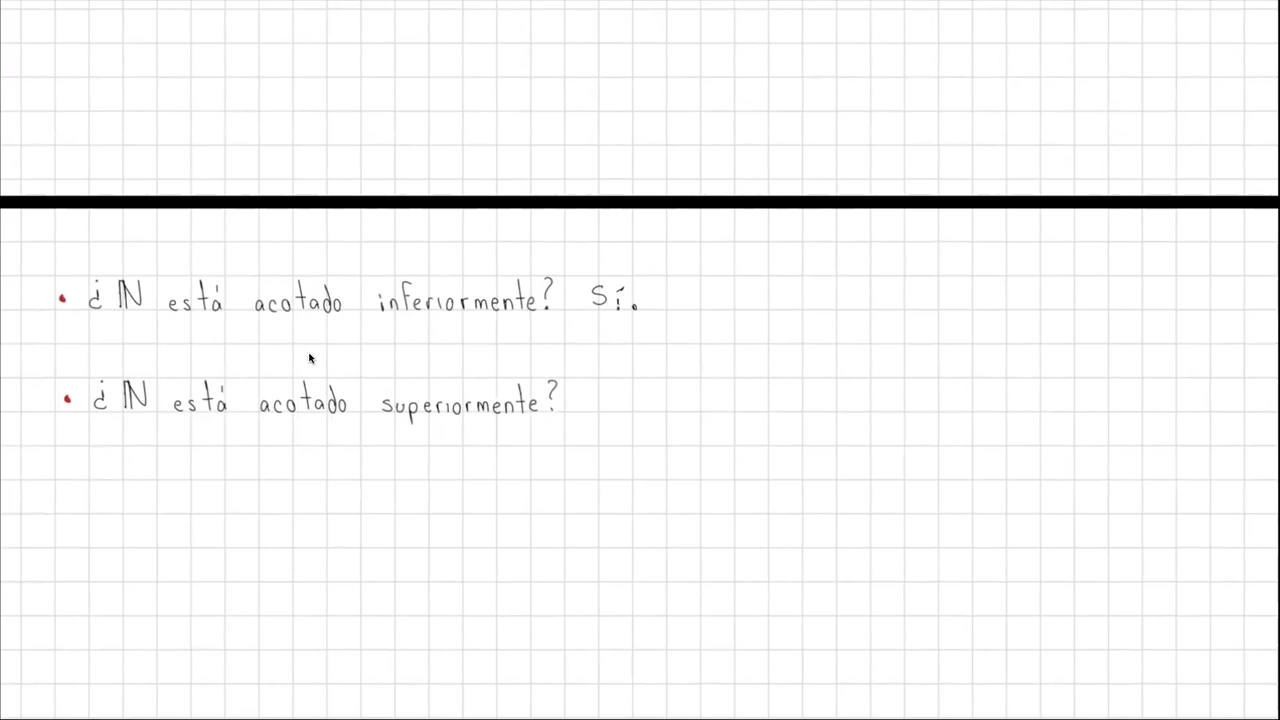 • ¿ℕ está acotado inferiormente? Sí.
• ¿ℕ está acotado superiormente?